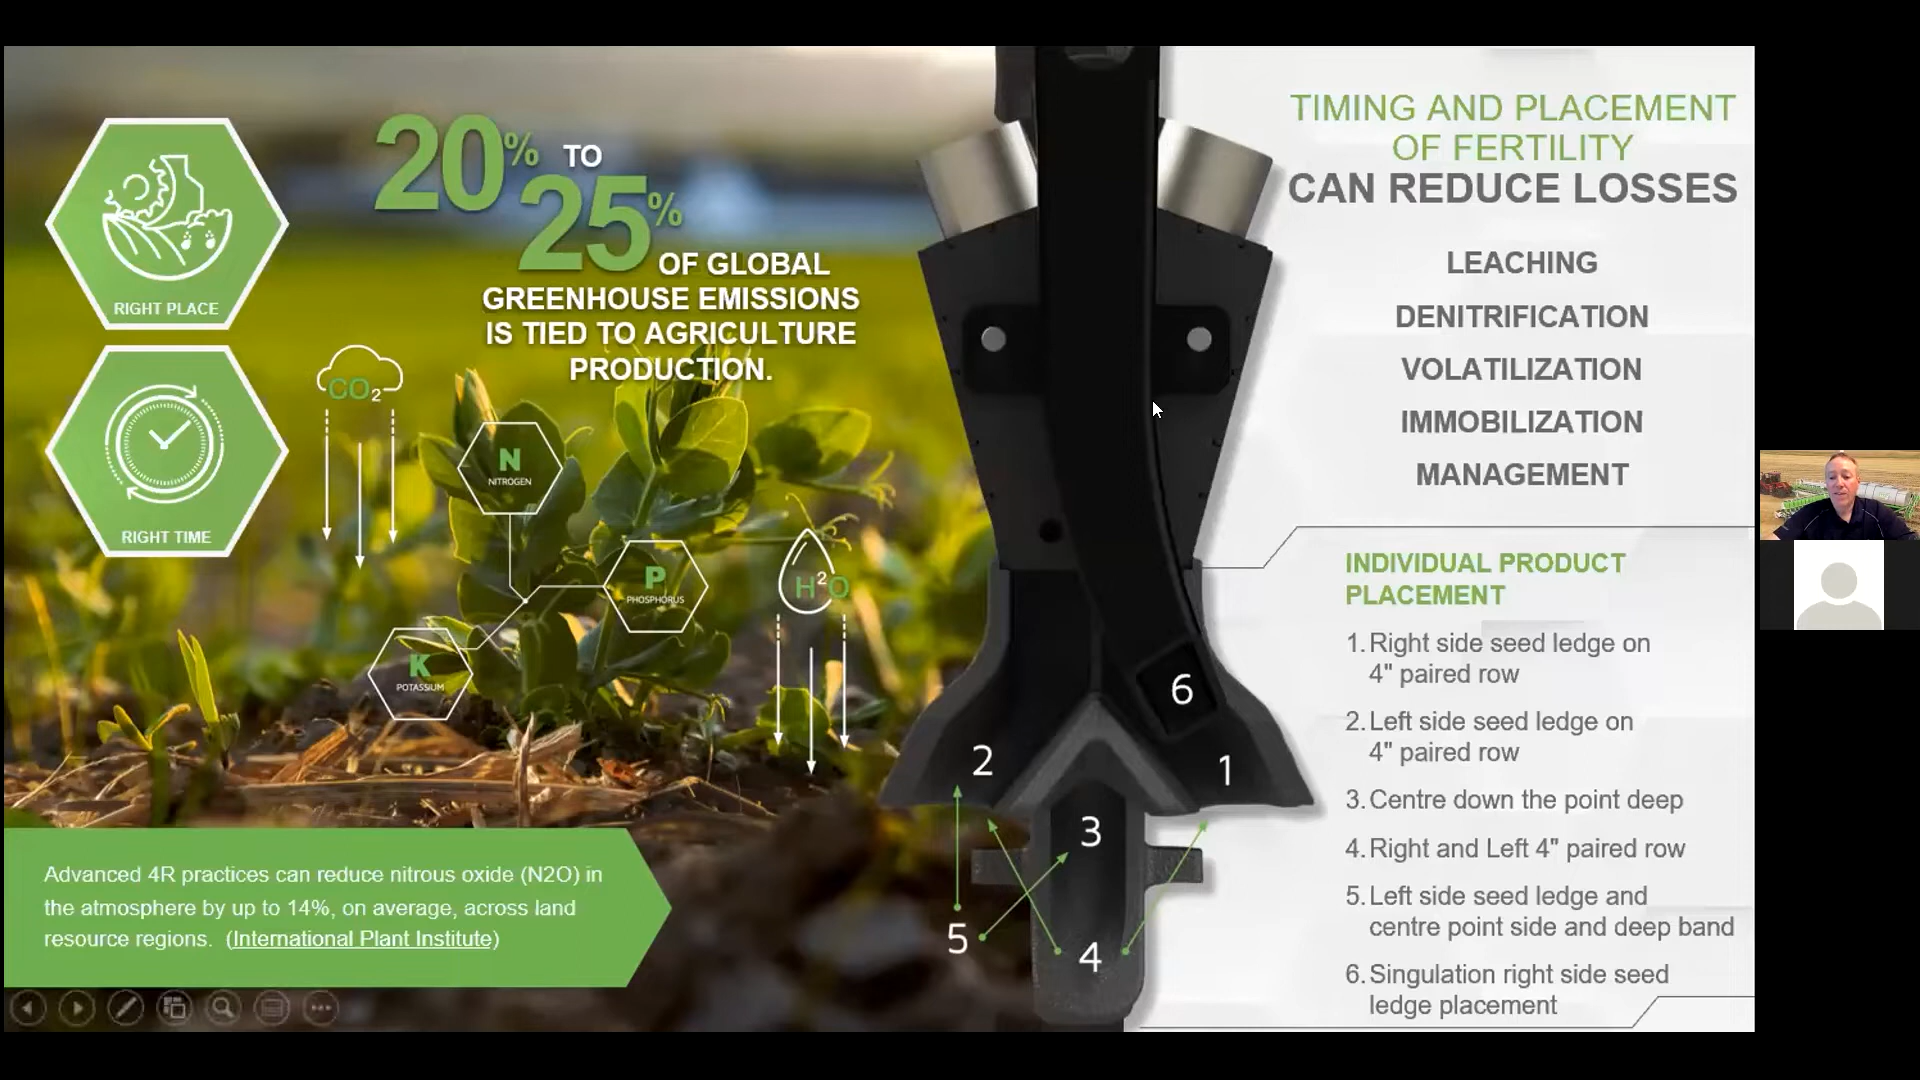 RIGHT PLACE
RIGHT TIME
20% TO
25%
OF GLOBAL
GREENHOUSE EMISSIONS
IS TIED TO AGRICULTURE
PRODUCTION.
CO2
N
NITROGEN
P
PHOSPHORUS
K
POTASSIUM
H2O
Advanced 4R practices can reduce nitrous oxide (N2O) in
the atmosphere by up to 14%, on average, across land
resource regions. (International Plant Institute)
6
2
1
3
5
4
TIMING AND PLACEMENT
OF FERTILITY
CAN REDUCE LOSSES
LEACHING
DENITRIFICATION
VOLATILIZATION
IMMOBILIZATION
MANAGEMENT
INDIVIDUAL PRODUCT
PLACEMENT
1. Right side seed ledge on
4" paired row
2. Left side seed ledge on
4" paired row
3. Centre down the point deep
4. Right and Left 4" paired row
5. Left side seed ledge and
centre point side and deep band
6. Singulation right side seed
ledge placement